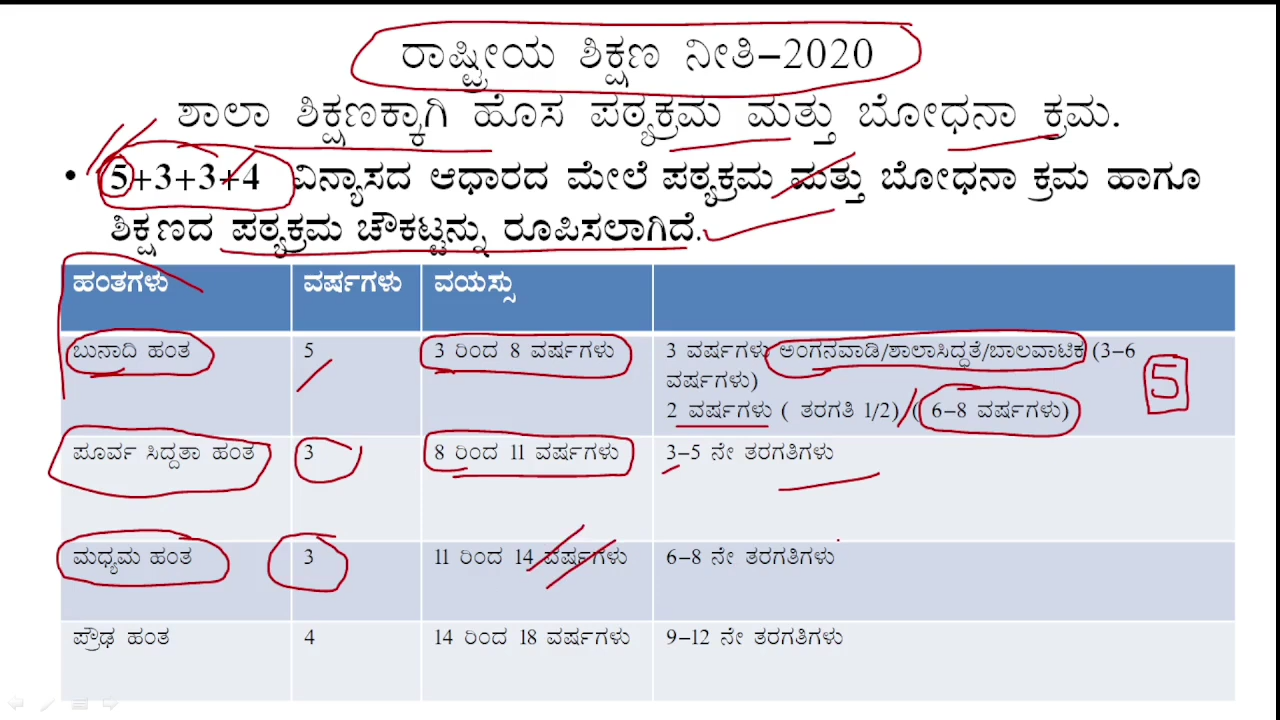 ರಾಷ್ಟ್ರೀಯ ಶಿಕ್ಷಣ ನೀತಿ-2020
ಶಾಲಾ ಶಿಕ್ಷಣಕ್ಕಾಗಿ ಹೊಸ ಪಠ್ಯಕ್ರಮ ಮತ್ತು ಬೋಧನಾ ಕ್ರಮ.
• 5+3+3+4 ವಿನ್ಯಾಸದ ಆಧಾರದ ಮೇಲೆ ಪಠ್ಯಕ್ರಮ ಮತ್ತು ಬೋಧನಾ ಕ್ರಮ ಹಾಗೂ
ಶಿಕ್ಷಣದ ಪಠ್ಯಕ್ರಮ ಚೌಕಟ್ಟನ್ನು ರೂಪಿಸಲಾಗಿದೆ.
ಹಂತಗಳು ವರ್ಷಗಳು ವಯಸ್ಸು
ಬುನಾದಿ ಹಂತ 5 3 ರಿಂದ 8 ವರ್ಷಗಳು 3 ವರ್ಷಗಳು ಅಂಗನವಾಡಿ/ಶಾಲಾಸಿದ್ಧತೆ/ಬಾಲವಾಟಿಕ (3-6
ವರ್ಷಗಳು) 5
2 ವರ್ಷಗಳು ( ತರಗತಿ 1/2) ( 6-8 ವರ್ಷಗಳು)
ಪೂರ್ವ ಸಿದ್ದತಾ ಹಂತ 3 8 ರಿಂದ 11 ವರ್ಷಗಳು 3-5 ನೇ ತರಗತಿಗಳು
ಮಧ್ಯಮ ಹಂತ 3 11 ರಿಂದ 14 ವರ್ಷಗಳು 6-8 ನೇ ತರಗತಿಗಳು
ಪ್ರೌಢ ಹಂತ 4 14 ರಿಂದ 18 ವರ್ಷಗಳು 9-12 ನೇ ತರಗತಿಗಳು